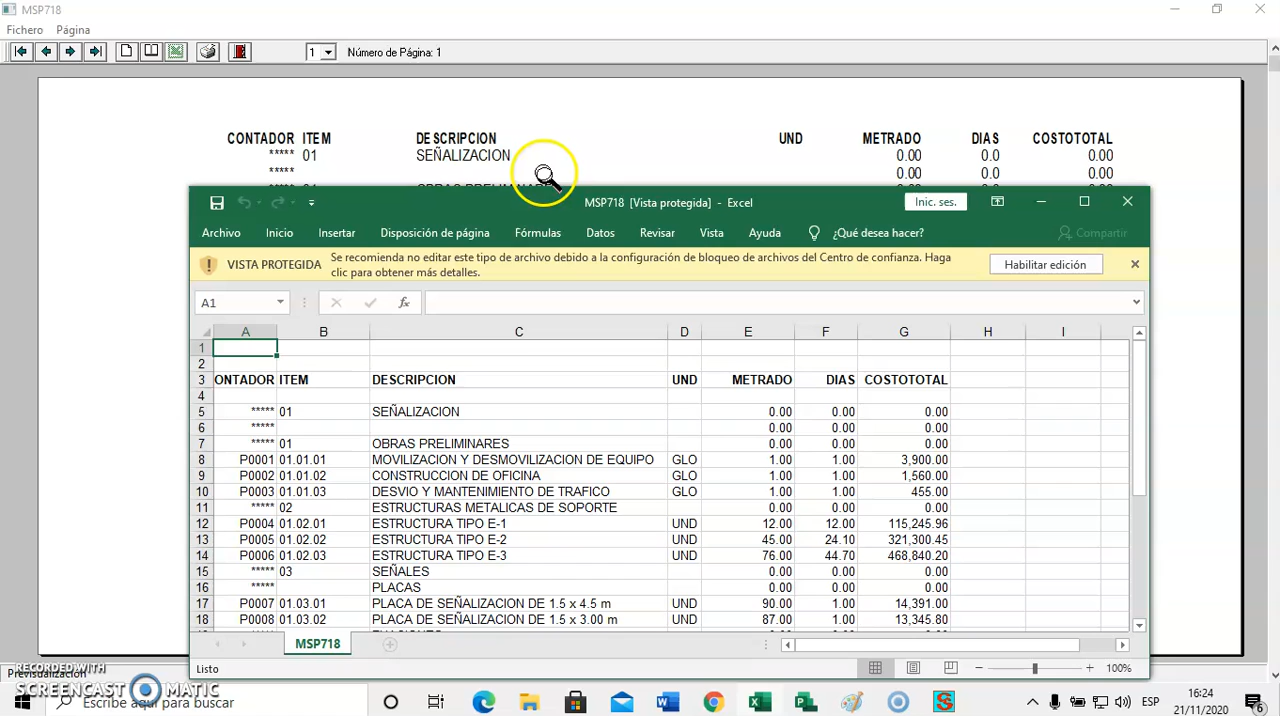 MSP718
Fichero Página
1 Número de Página: 1
CONTADOR ITEM DESCRIPCION UND METRADO DIAS COSTOTOTAL
***** 01 SEÑALIZACION 0.00 0.0 0.00
***** 0.00 0.0 0.00
MSP718 [Vista protegida] - Excel Inic. ses.
Archivo Inicio Insertar Disposición de página Fórmulas Datos Revisar Vista Ayuda ¿Qué desea hacer? Compartir
VISTA PROTEGIDA Se recomienda no editar este tipo de archivo debido a la configuración de bloqueo de archivos del Centro de confianza. Haga
clic para obtener más detalles. Habilitar edición
A1 fx
A B C D E F G H I
1
2
3 ONTADOR ITEM DESCRIPCION UND METRADO DIAS COSTOTOTAL
4
5 ***** 01 SEÑALIZACION 0.00 0.00 0.00
6 ***** 0.00 0.00 0.00
7 ***** 01 OBRAS PRELIMINARES 0.00 0.00 0.00
8 P0001 01.01.01 MOVILIZACION Y DESMOVILIZACION DE EQUIPO GLO 1.00 1.00 3,900.00
9 P0002 01.01.02 CONSTRUCCION DE OFICINA GLO 1.00 1.00 1,560.00
10 P0003 01.01.03 DESVIO Y MANTENIMIENTO DE TRAFICO GLO 1.00 1.00 455.00
11 ***** 02 ESTRUCTURAS METALICAS DE SOPORTE 0.00 0.00 0.00
12 P0004 01.02.01 ESTRUCTURA TIPO E-1 UND 12.00 12.00 115,245.96
13 P0005 01.02.02 ESTRUCTURA TIPO E-2 UND 45.00 24.10 321,300.45
14 P0006 01.02.03 ESTRUCTURA TIPO E-3 UND 76.00 44.70 468,840.20
15 ***** 03 SEÑALES 0.00 0.00 0.00
16 ***** PLACAS 0.00 0.00 0.00
17 P0007 01.03.01 PLACA DE SEÑALIZACION DE 1.5 x 4.5 m UND 90.00 1.00 14,391.00
18 P0008 01.03.02 PLACA DE SEÑALIZACION DE 1.5 x 3.00 m UND 87.00 1.00 13,345.80
MSP718
Listo 100%
Previsualización
RECORDED WITH
SCREENCAST MATIC
Escribe aquí para buscar
ESP 16:24
21/11/2020 6